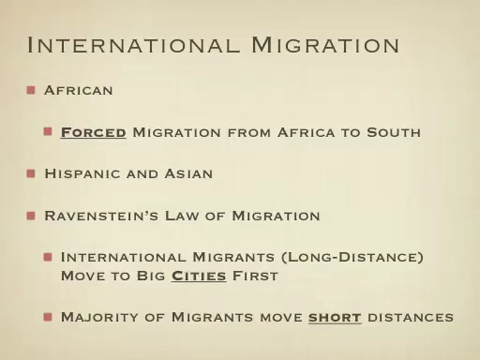 International Migration
African
Forced Migration from Africa to South
Hispanic and Asian
Ravenstein's Law of Migration
International Migrants (Long-Distance)
Move to Big Cities First
Majority of Migrants move short distances